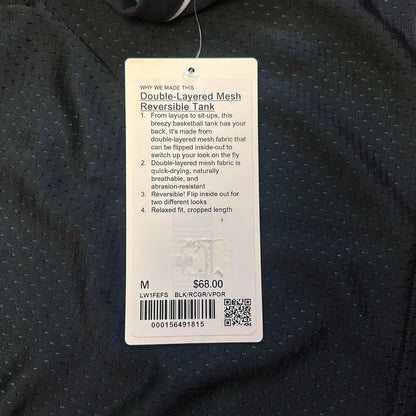 WHY WE MADE THIS
Double-Layered Mesh
Reversible Tank
1. From layups to sit-ups, this
breezy basketball tank has your
back. It's made from
double-layered mesh fabric that
can be flipped inside-out to
switch up your look on the fly
2. Double-layered mesh fabric is
quick-drying, naturally
breathable, and
abrasion-resistant
3. Reversible! Flip inside out for
two different looks
4. Relaxed fit, cropped length
M $68.00
LW1FEFS BLK/RCGR/VPOR
000156491815